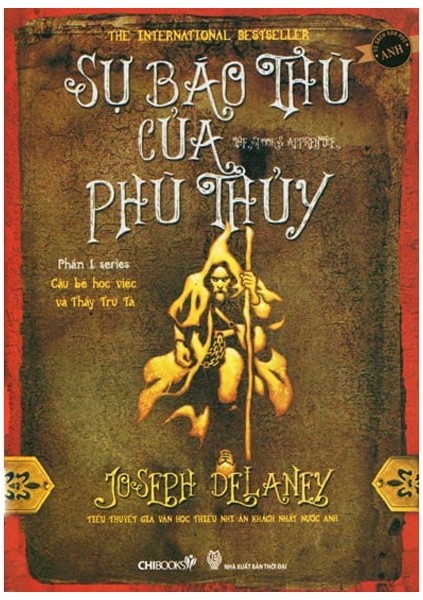 THE INTERNATIONAL BESTSELLER
ANH
SỰ BÁO THÙ
CỦA
THE SPOOK'S APPRENTICE
PHÙ THỦY
Phần 1 series
Cậu bé học việc
và Thầy Trừ Tà
JOSEPH DELANEY
TIỂU THUYẾT GIA VĂN HỌC THIẾU NHI ĂN KHÁCH NHẤT NƯỚC ANH
CHIBOOKS
NHÀ XUẤT BẢN THỜI ĐẠI